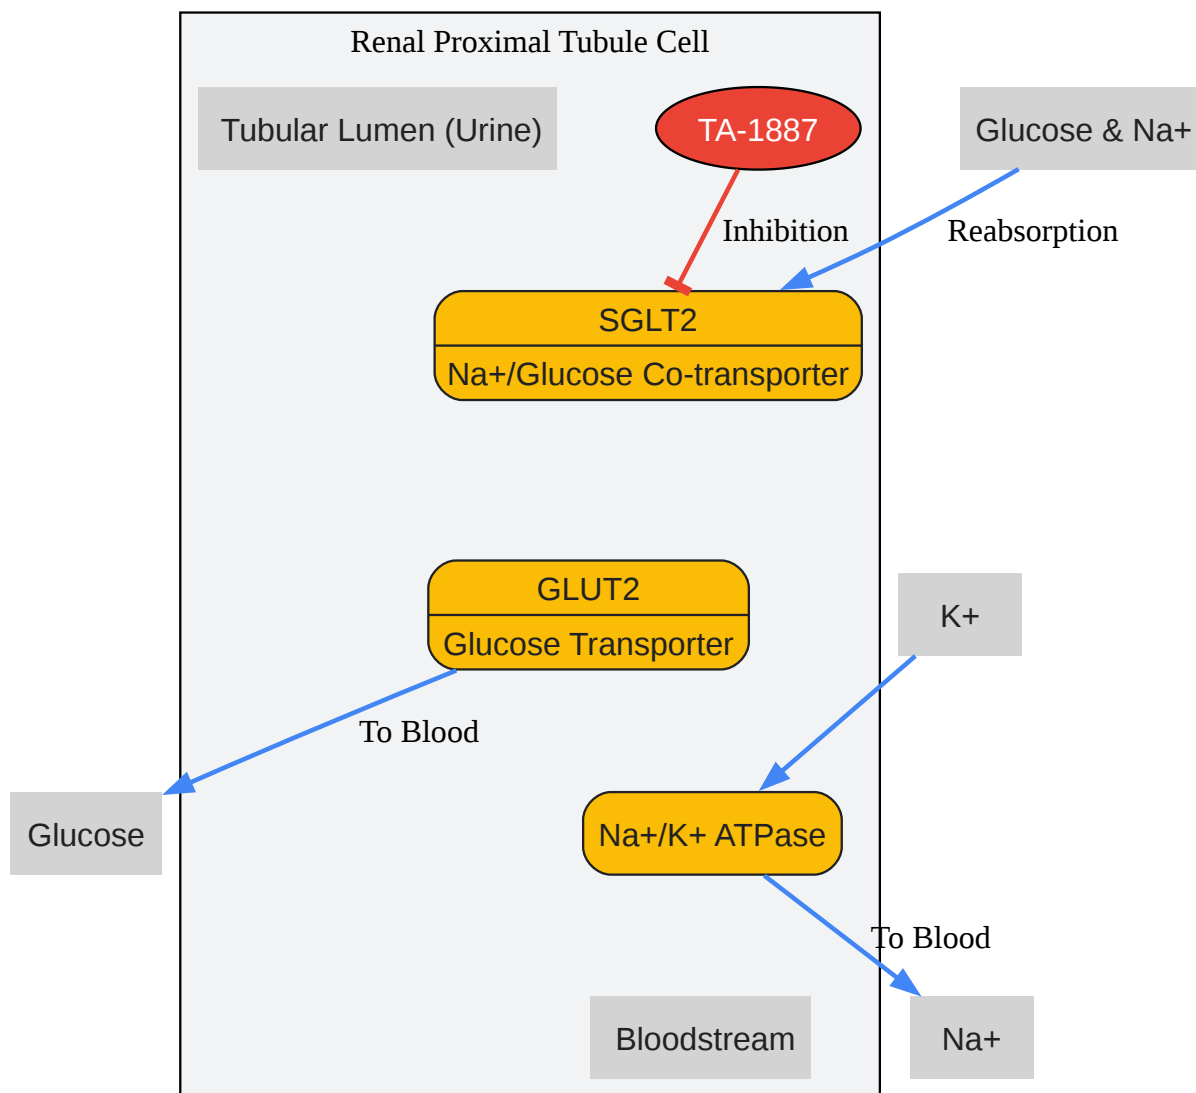 Renal Proximal Tubule Cell
Tubular Lumen (Urine)
TA-1887
Glucose & Na+
Inhibition
Reabsorption
SGLT2
Na+/Glucose Co-transporter
GLUT2
Glucose Transporter
K+
To Blood
Glucose
Na+/K+ ATPase
To Blood
Bloodstream
Na+